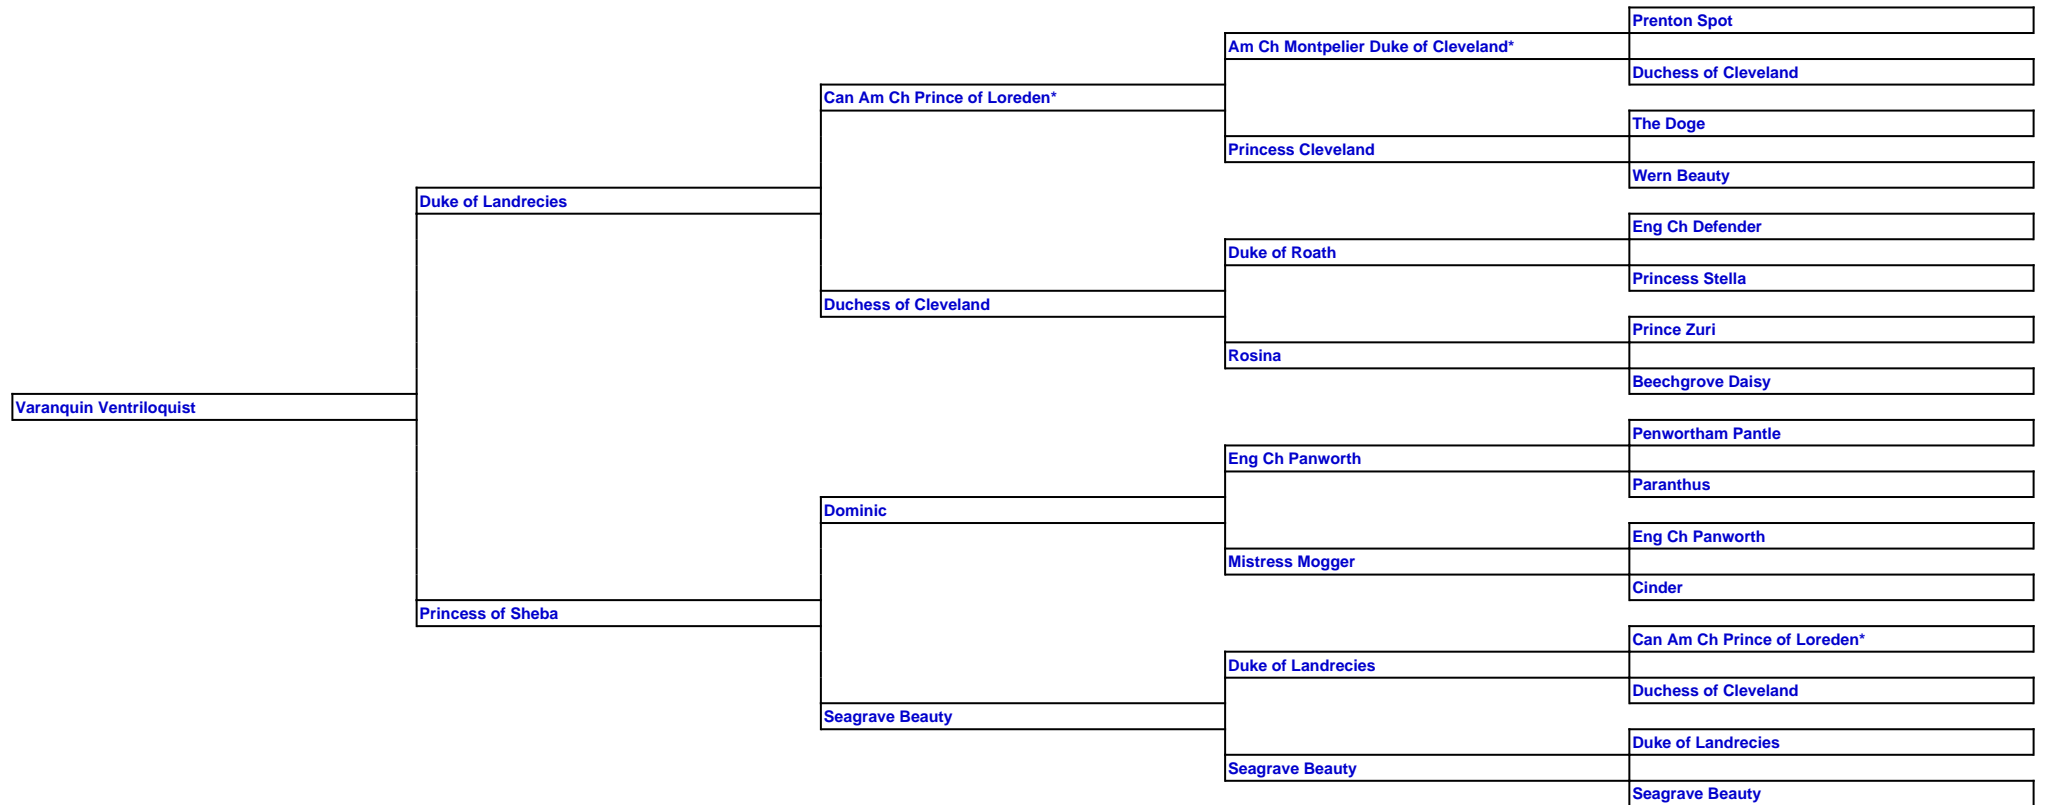 Prenton Spot
Am Ch Montpelier Duke of Cleveland*
Duchess of Cleveland
Can Am Ch Prince of Loreden*
The Doge
Princess Cleveland
Wern Beauty
Duke of Landrecies
Eng Ch Defender
Duke of Roath
Princess Stella
Duchess of Cleveland
Prince Zuri
Rosina
Beechgrove Daisy
Varanquin Ventriloquist
Penwortham Pantle
Eng Ch Panworth
Paranthus
Dominic
Eng Ch Panworth
Mistress Mogger
Cinder
Princess of Sheba
Can Am Ch Prince of Loreden*
Duke of Landrecies
Duchess of Cleveland
Seagrave Beauty
Duke of Landrecies
Seagrave Beauty
Seagrave Beauty